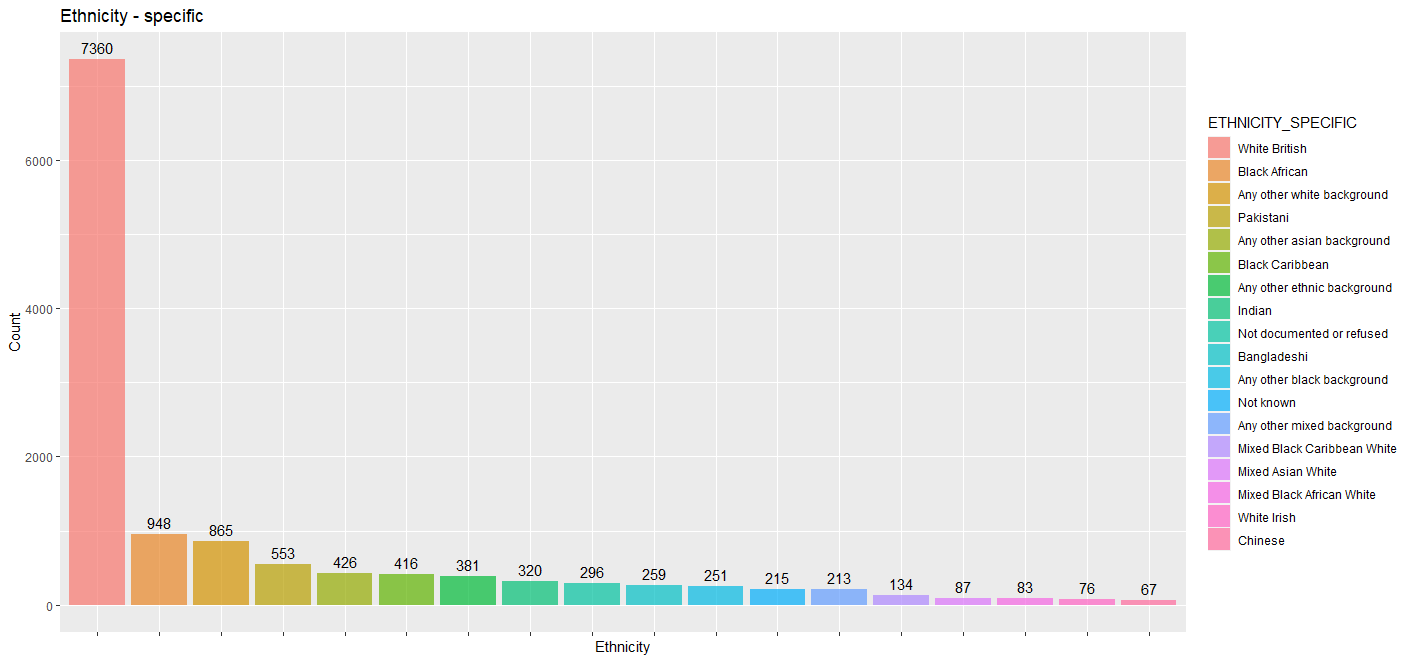 Ethnicity - specific
7360
948
865
553
426
416
381
320
296
259
251
215
213
134
87
83
76
67
6000
4000
2000
0
Count
Ethnicity
ETHNICITY_SPECIFIC
White British
Black African
Any other white background
Pakistani
Any other asian background
Black Caribbean
Any other ethnic background
Indian
Not documented or refused
Bangladeshi
Any other black background
Not known
Any other mixed background
Mixed Black Caribbean White
Mixed Asian White
Mixed Black African White
White Irish
Chinese